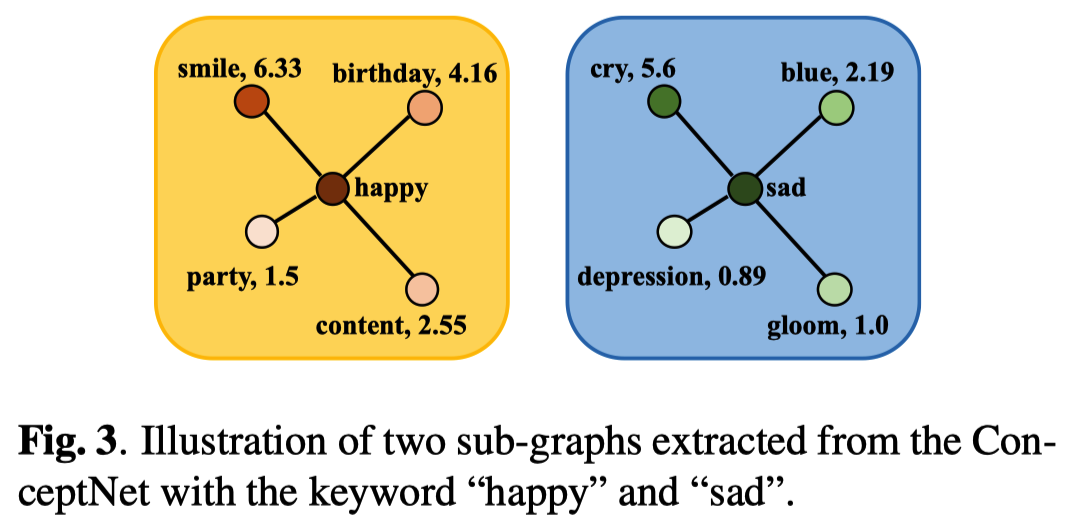 smile, 6.33
birthday, 4.16
happy
party, 1.5
content, 2.55
cry, 5.6
blue, 2.19
sad
depression, 0.89
gloom, 1.0
Fig. 3. Illustration of two sub-graphs extracted from the Con-
ceptNet with the keyword “happy” and “sad”.